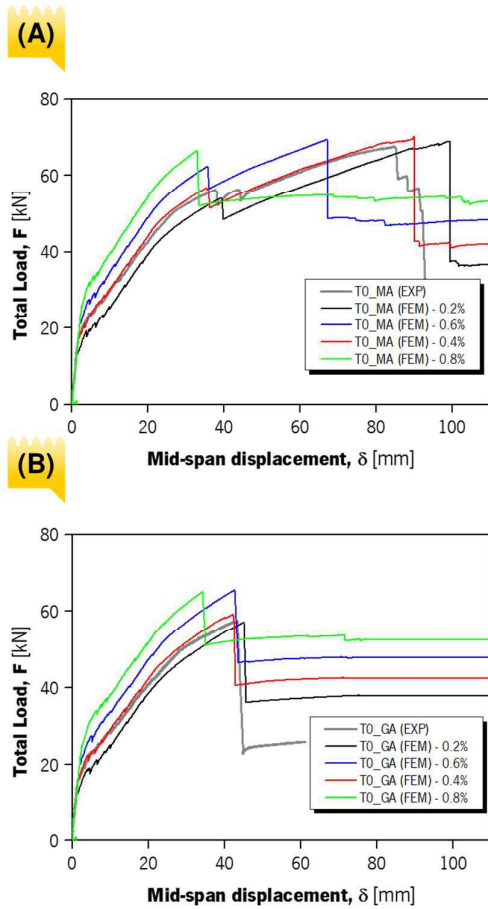 (A)
80
60
40
20
0
Total Load, F [kN]
T0_MA (EXP)
T0_MA (FEM) - 0.2%
T0_MA (FEM) - 0.6%
T0_MA (FEM) - 0.4%
T0_MA (FEM) - 0.8%
0 20 40 60 80 100
Mid-span displacement, δ [mm]
(B)
80
60
40
20
0
Total Load, F [kN]
T0_GA (EXP)
T0_GA (FEM) - 0.2%
T0_GA (FEM) - 0.6%
T0_GA (FEM) - 0.4%
T0_GA (FEM) - 0.8%
0 20 40 60 80 100
Mid-span displacement, δ [mm]